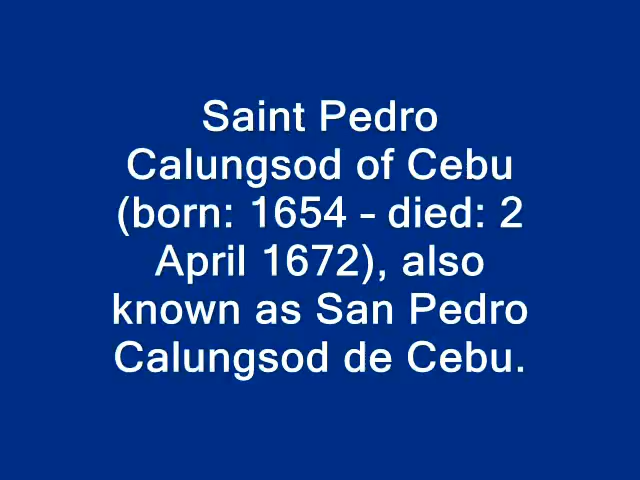 Saint Pedro
Calungsod of Cebu
(born: 1654 – died: 2
April 1672), also
known as San Pedro
Calungsod de Cebu.